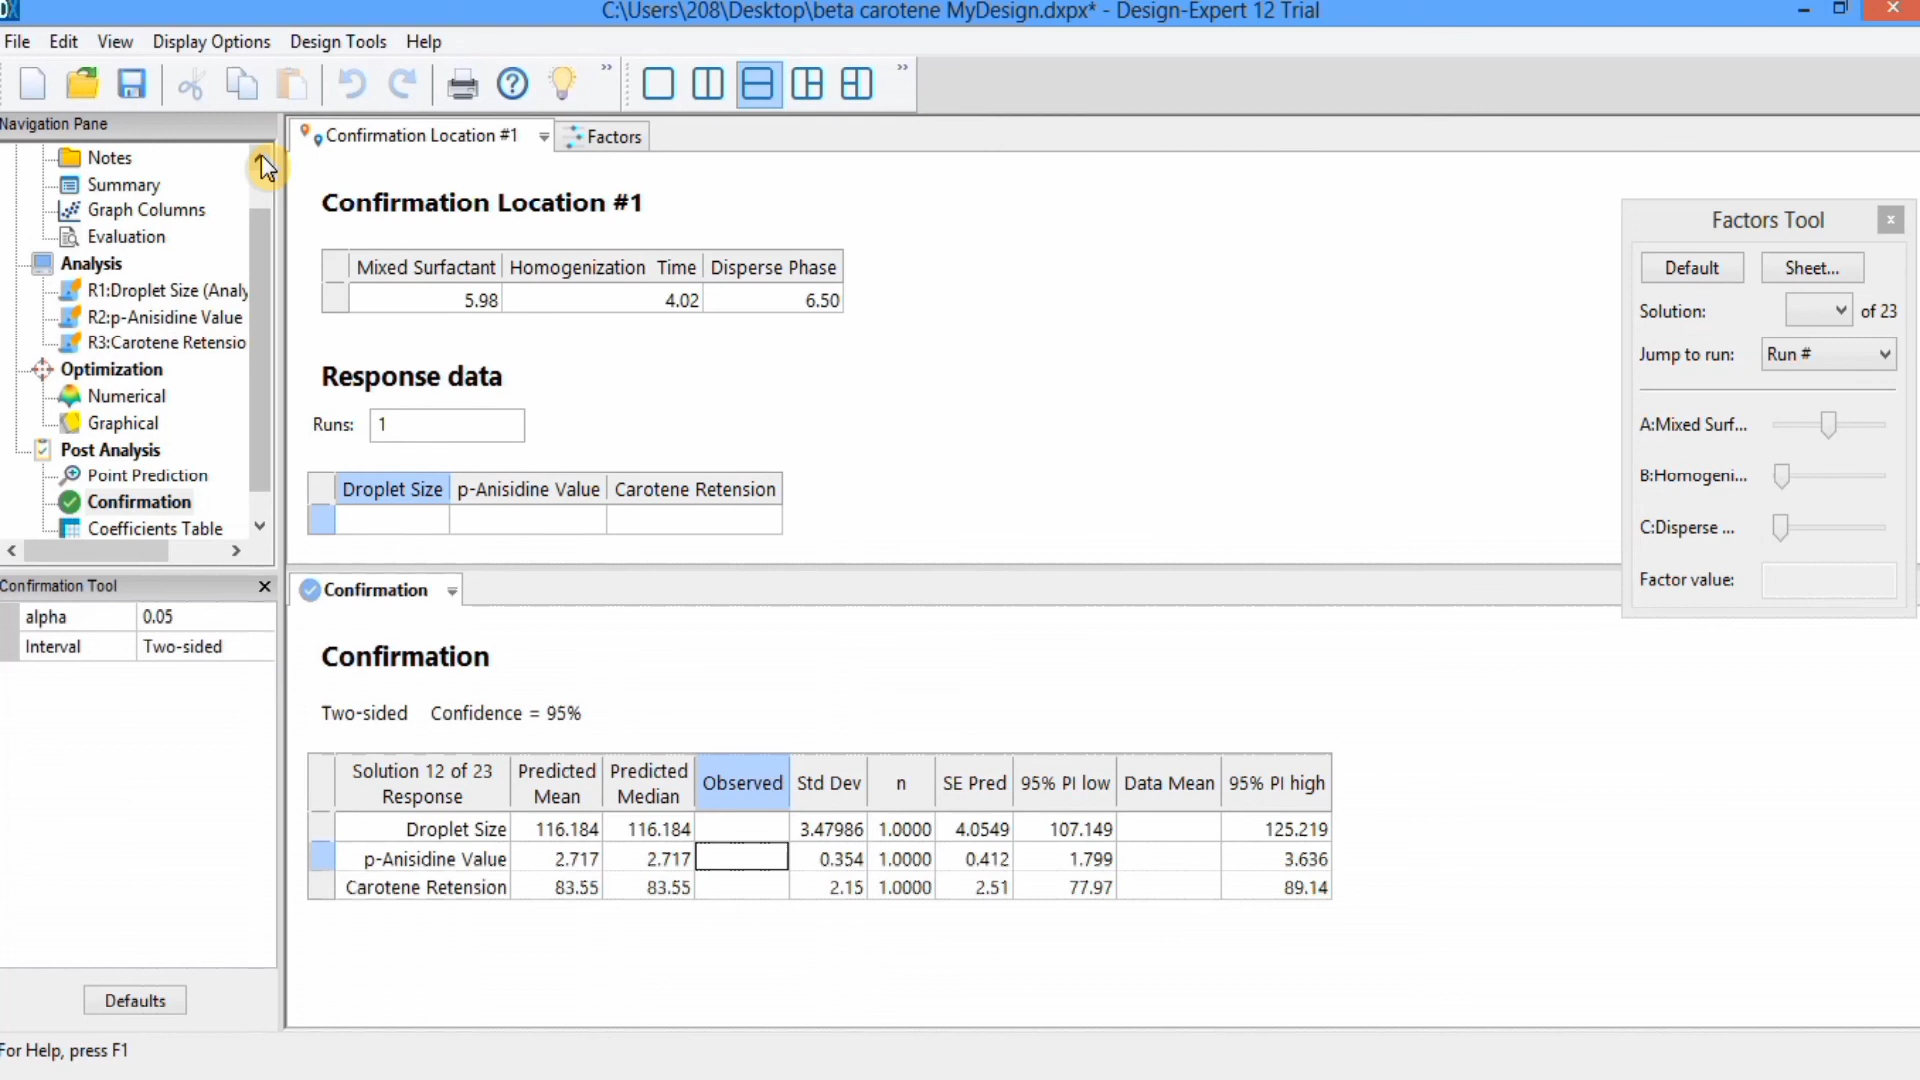 C:\Users\208\Desktop\beta carotene MyDesign.dxpx* - Design-Expert 12 Trial
File Edit View Display Options Design Tools Help
Navigation Pane
Notes
Summary
Graph Columns
Evaluation
Analysis
R1:Droplet Size (Analy
R2:p-Anisidine Value
R3:Carotene Retensio
Optimization
Numerical
Graphical
Post Analysis
Point Prediction
Confirmation
Coefficients Table
Confirmation Tool
alpha 0.05
Interval Two-sided
Defaults
For Help, press F1
Confirmation Location #1 Factors
Confirmation Location #1
Mixed Surfactant Homogenization Time Disperse Phase
5.98 4.02 6.50
Response data
Runs: 1
Droplet Size p-Anisidine Value Carotene Retension
Confirmation
Confirmation
Two-sided Confidence = 95%
Solution 12 of 23 Response Predicted Mean Predicted Median Observed Std Dev n SE Pred 95% PI low Data Mean 95% PI high
Droplet Size 116.184 116.184 3.47986 1.0000 4.0549 107.149 125.219
p-Anisidine Value 2.717 2.717 0.354 1.0000 0.412 1.799 3.636
Carotene Retension 83.55 83.55 2.15 1.0000 2.51 77.97 89.14
Factors Tool
Default Sheet...
Solution: of 23
Jump to run: Run #
A:Mixed Surf...
B:Homogeni...
C:Disperse ...
Factor value: